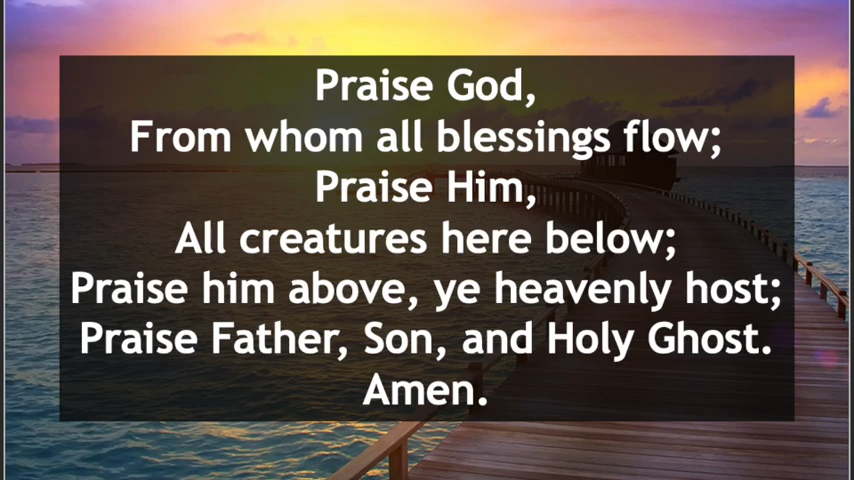 Praise God,
From whom all blessings flow;
Praise Him,
All creatures here below;
Praise him above, ye heavenly host;
Praise Father, Son, and Holy Ghost.
Amen.